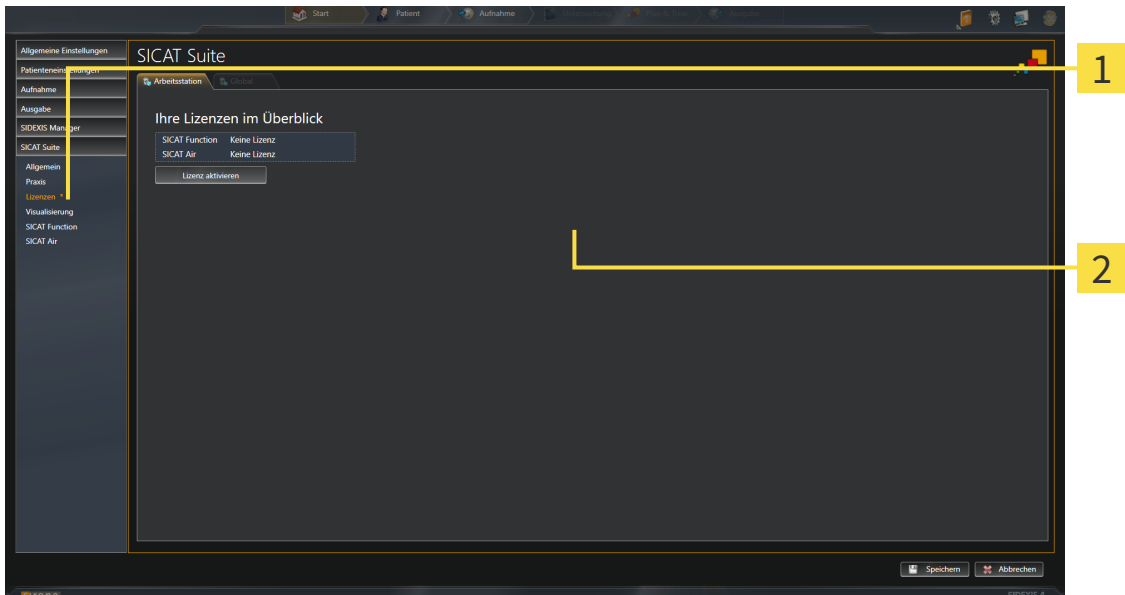 Start
Patient
Aufnahme
Allgemeine Einstellungen
Patienteneinstellungen
Aufnahme
Ausgabe
SIDEXIS Manager
SICAT Suite
Allgemein
Praxis
Lizenzen *
Visualisierung
SICAT Function
SICAT Air
SICAT Suite
Arbeitsstation
Global
Ihre Lizenzen im Überblick
SICAT Function Keine Lizenz
SICAT Air Keine Lizenz
Lizenz aktivieren
1
2
Speichern
Abbrechen
SIDEXIS 4